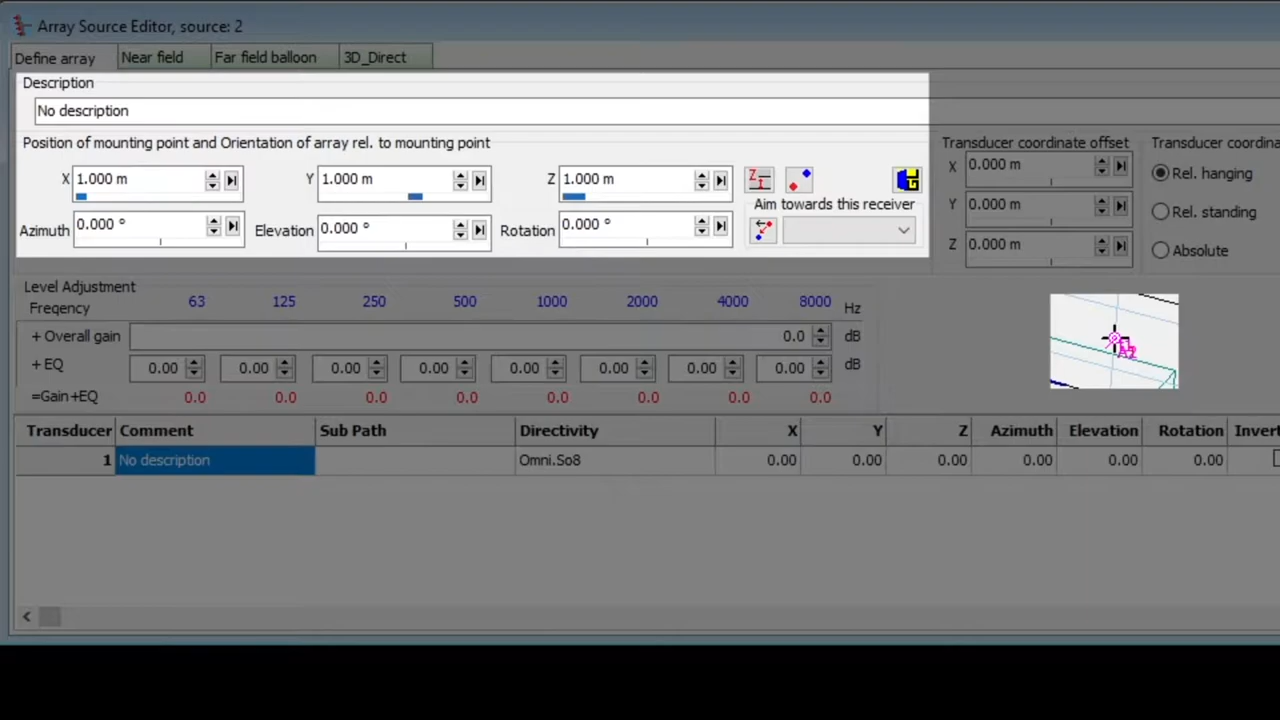 Array Source Editor, source: 2
Define array Near field Far field balloon 3D_Direct
Description
No description
Position of mounting point and Orientation of array rel. to mounting point
X 1.000 m Y 1.000 m Z 1.000 m
Azimuth 0.000 ° Elevation 0.000 ° Rotation 0.000 °
Aim towards this receiver
Transducer coordinate offset
X 0.000 m
Y 0.000 m
Z 0.000 m
Transducer coordina
Rel. hanging
Rel. standing
Absolute
Level Adjustment
Freqency 63 125 250 500 1000 2000 4000 8000 Hz
+ Overall gain 0.0 dB
+ EQ 0.00 0.00 0.00 0.00 0.00 0.00 0.00 0.00 dB
=Gain+EQ 0.0 0.0 0.0 0.0 0.0 0.0 0.0 0.0
Transducer Comment Sub Path Directivity X Y Z Azimuth Elevation Rotation Invert
1 No description Omni.So8 0.00 0.00 0.00 0.00 0.00 0.00